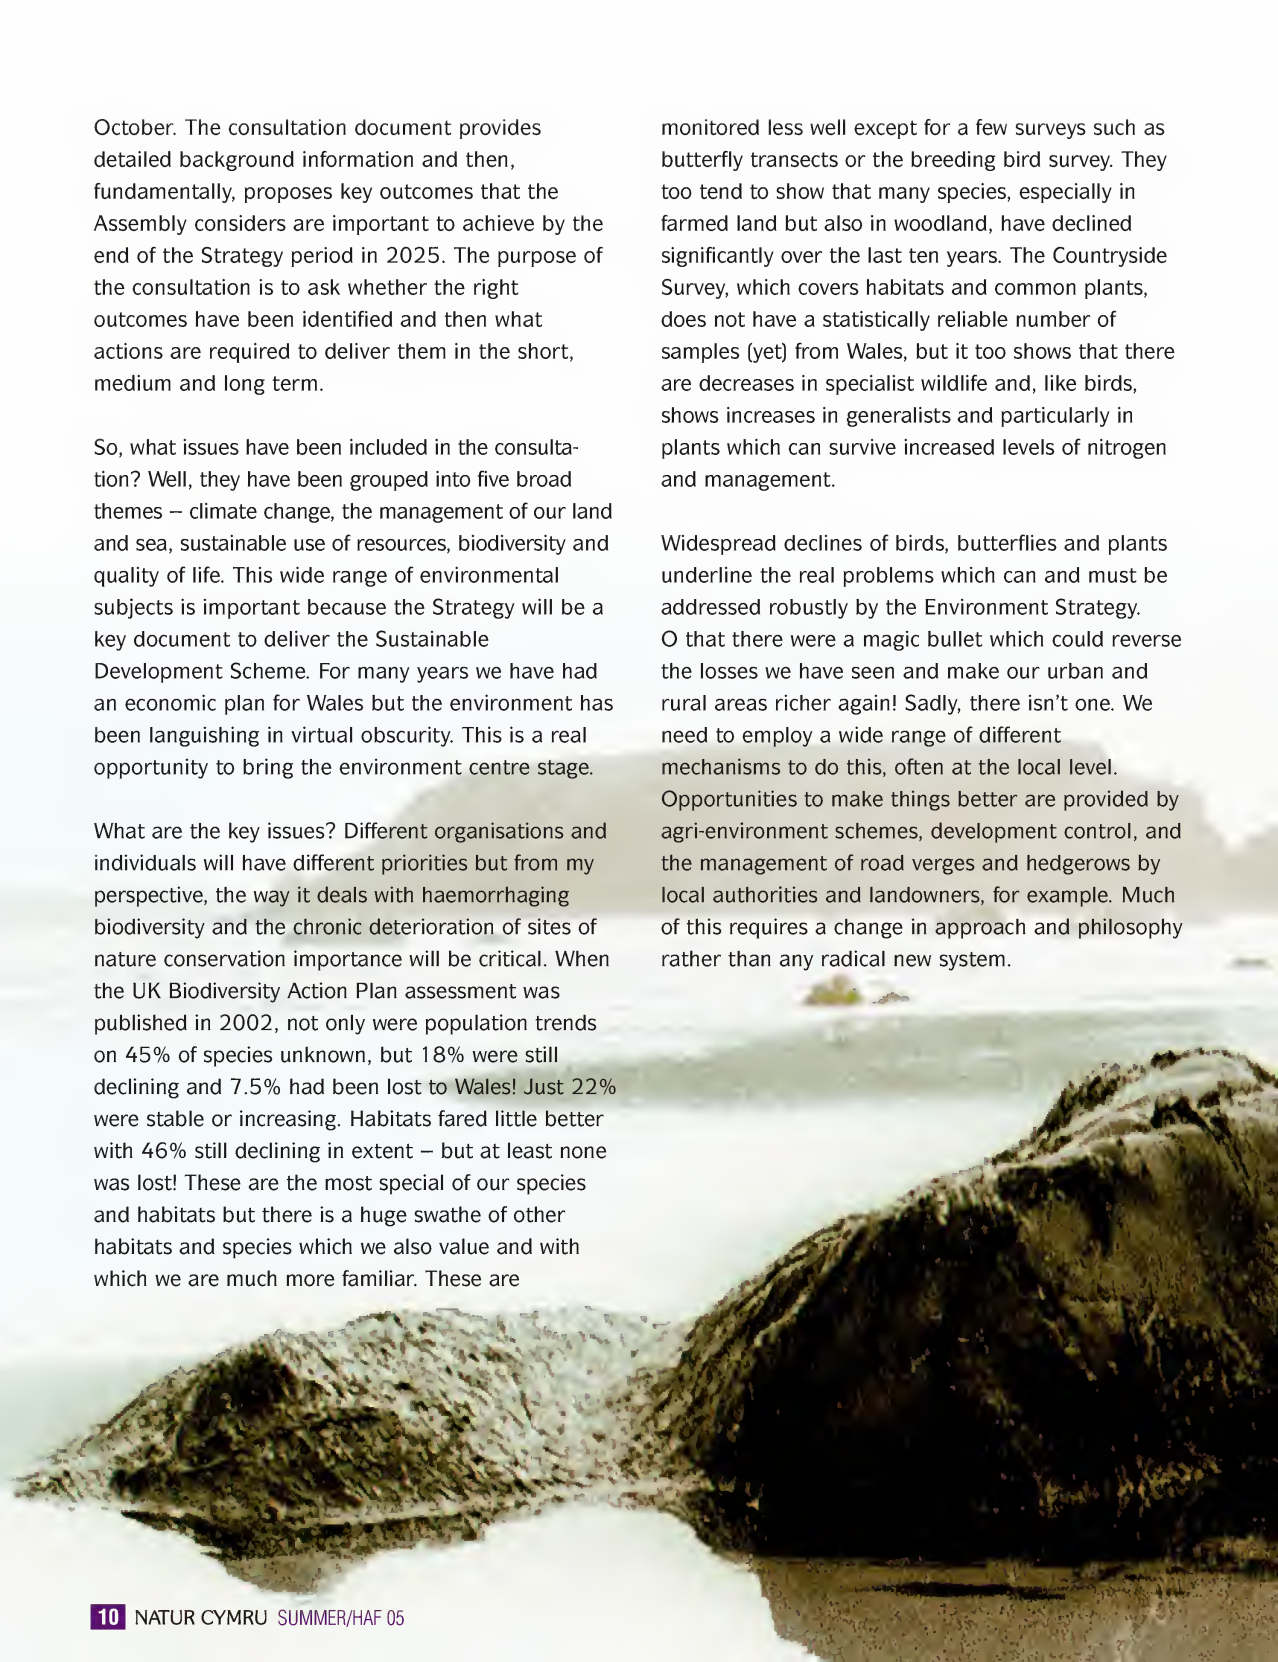 October. The consultation document provides
detailed background information and then,
fundamentally, proposes key outcomes that the
Assembly considers are important to achieve by the
end of the Strategy period in 2025. The purpose of
the consultation is to ask whether the right
outcomes have been identified and then what
actions are required to deliver them in the short,
medium and long term.
So, what issues have been included in the consulta-
tion? Well, they have been grouped into five broad
themes – climate change, the management of our land
and sea, sustainable use of resources, biodiversity and
quality of life. This wide range of environmental
subjects is important because the Strategy will be a
key document to deliver the Sustainable
Development Scheme. For many years we have had
an economic plan for Wales but the environment has
been languishing in virtual obscurity. This is a real
opportunity to bring the environment centre stage.
What are the key issues? Different organisations and
individuals will have different priorities but from my
perspective, the way it deals with haemorrhaging
biodiversity and the chronic deterioration of sites of
nature conservation importance will be critical. When
the UK Biodiversity Action Plan assessment was
published in 2002, not only were population trends
on 45% of species unknown, but 18% were still
declining and 7.5% had been lost to Wales! Just 22%
were stable or increasing. Habitats fared little better
with 46% still declining in extent – but at least none
was lost! These are the most special of our species
and habitats but there is a huge swathe of other
habitats and species which we also value and with
which we are much more familiar. These are
monitored less well except for a few surveys such as
butterfly transects or the breeding bird survey. They
too tend to show that many species, especially in
farmed land but also in woodland, have declined
significantly over the last ten years. The Countryside
Survey, which covers habitats and common plants,
does not have a statistically reliable number of
samples (yet) from Wales, but it too shows that there
are decreases in specialist wildlife and, like birds,
shows increases in generalists and particularly in
plants which can survive increased levels of nitrogen
and management.
Widespread declines of birds, butterflies and plants
underline the real problems which can and must be
addressed robustly by the Environment Strategy.
O that there were a magic bullet which could reverse
the losses we have seen and make our urban and
rural areas richer again! Sadly, there isn't one. We
need to employ a wide range of different
mechanisms to do this, often at the local level.
Opportunities to make things better are provided by
agri-environment schemes, development control, and
the management of road verges and hedgerows by
local authorities and landowners, for example. Much
of this requires a change in approach and philosophy
rather than any radical new system.
10 NATUR CYMRU SUMMER/HAF 05